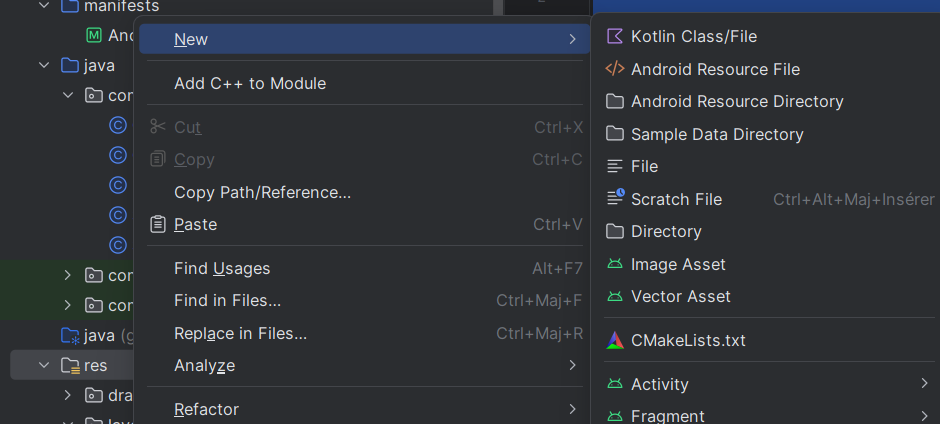 manifests
M And
java
com
C
C
C
C
C
com
com
java (g
res
dra
New
Add C++ to Module
Cut Ctrl+X
Copy Ctrl+C
Copy Path/Reference...
Paste Ctrl+V
Find Usages Alt+F7
Find in Files... Ctrl+Maj+F
Replace in Files... Ctrl+Maj+R
Analyze
Refactor
Kotlin Class/File
Android Resource File
Android Resource Directory
Sample Data Directory
File
Scratch File Ctrl+Alt+Maj+Insérer
Directory
Image Asset
Vector Asset
CMakeLists.txt
Activity
Fragment